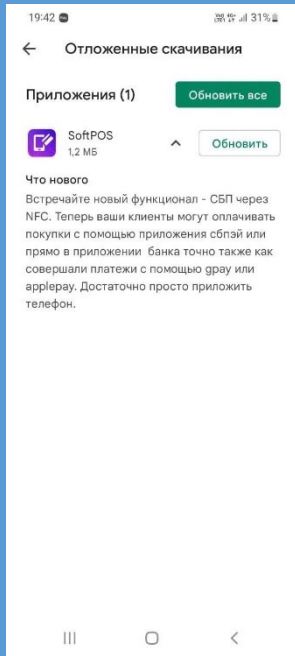 19:42
31%
Отложенные скачивания
Приложения (1)
Обновить все
SoftPOS
1,2 МБ
Обновить
Что нового
Встречайте новый функционал - СБП через
NFC. Теперь ваши клиенты могут оплачивать
покупки с помощью приложения сбпэй или
прямо в приложении банка точно также как
совершали платежи с помощью gpay или
applepay. Достаточно просто приложить
телефон.